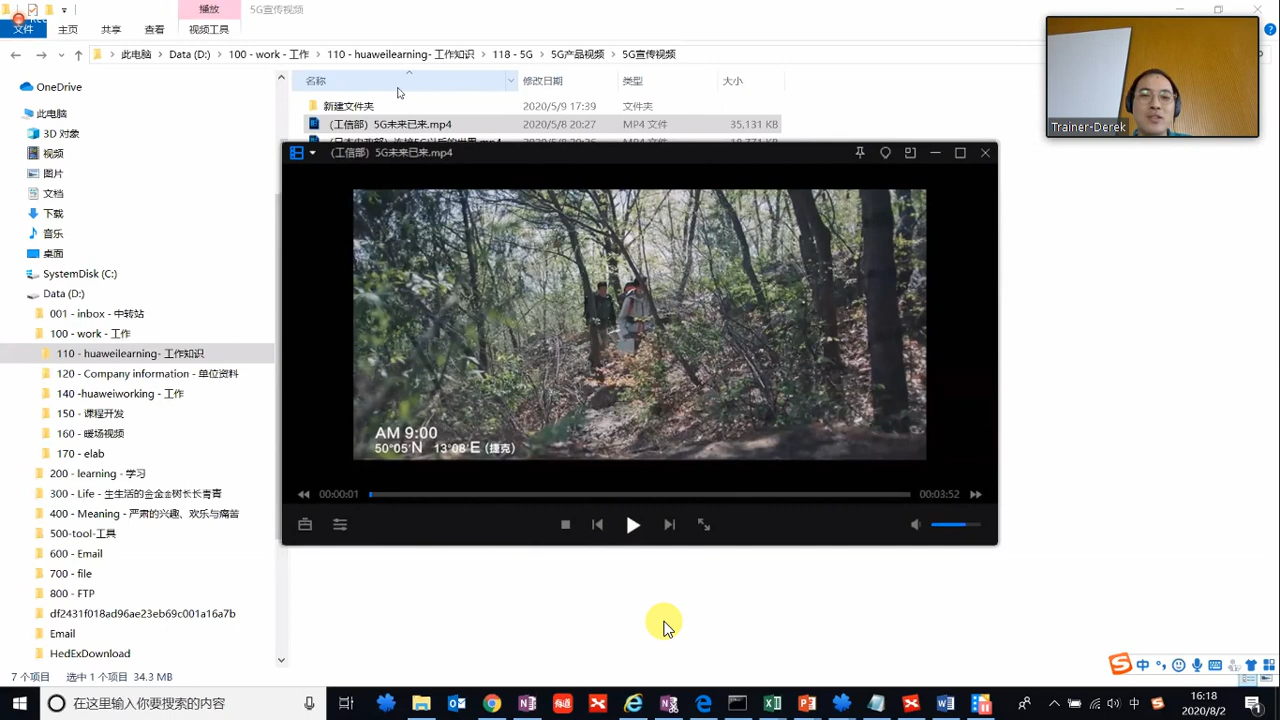 播放
5G宣传视频
文件
主页
共享
查看
视频工具
此电脑 › Data (D:) › 100 - work - 工作 › 110 - huaweilearning- 工作知识 › 118 - 5G › 5G产品视频 › 5G宣传视频
名称
修改日期
类型
大小
OneDrive
此电脑
3D 对象
视频
图片
文档
下载
音乐
桌面
SystemDisk (C:)
Data (D:)
001 - inbox - 中转站
100 - work - 工作
110 - huaweilearning- 工作知识
120 - Company information - 单位资料
140 -huaweiworking - 工作
150 - 课程开发
160 - 暖场视频
170 - elab
200 - learning - 学习
300 - Life - 生生活的会金金树长长青青
400 - Meaning - 严肃的兴趣、欢乐与痛苦
500-tool-工具
600 - Email
700 - file
800 - FTP
df2431f018ad96ae23eb69c001a16a7b
Email
HedExDownload
新建文件夹 2020/5/9 17:39 文件夹
(工信部) 5G未来已来.mp4 2020/5/8 20:27 MP4 文件 35,131 KB
(工信部) 5G未来已来.mp4
AM 9:00
50°05'N 13°08'E (捷克)
00:00:01
00:03:52
Trainer-Derek
7 个项目 选中 1 个项目 34.3 MB
中
在这里输入你要搜索的内容
中
16:18
2020/8/2